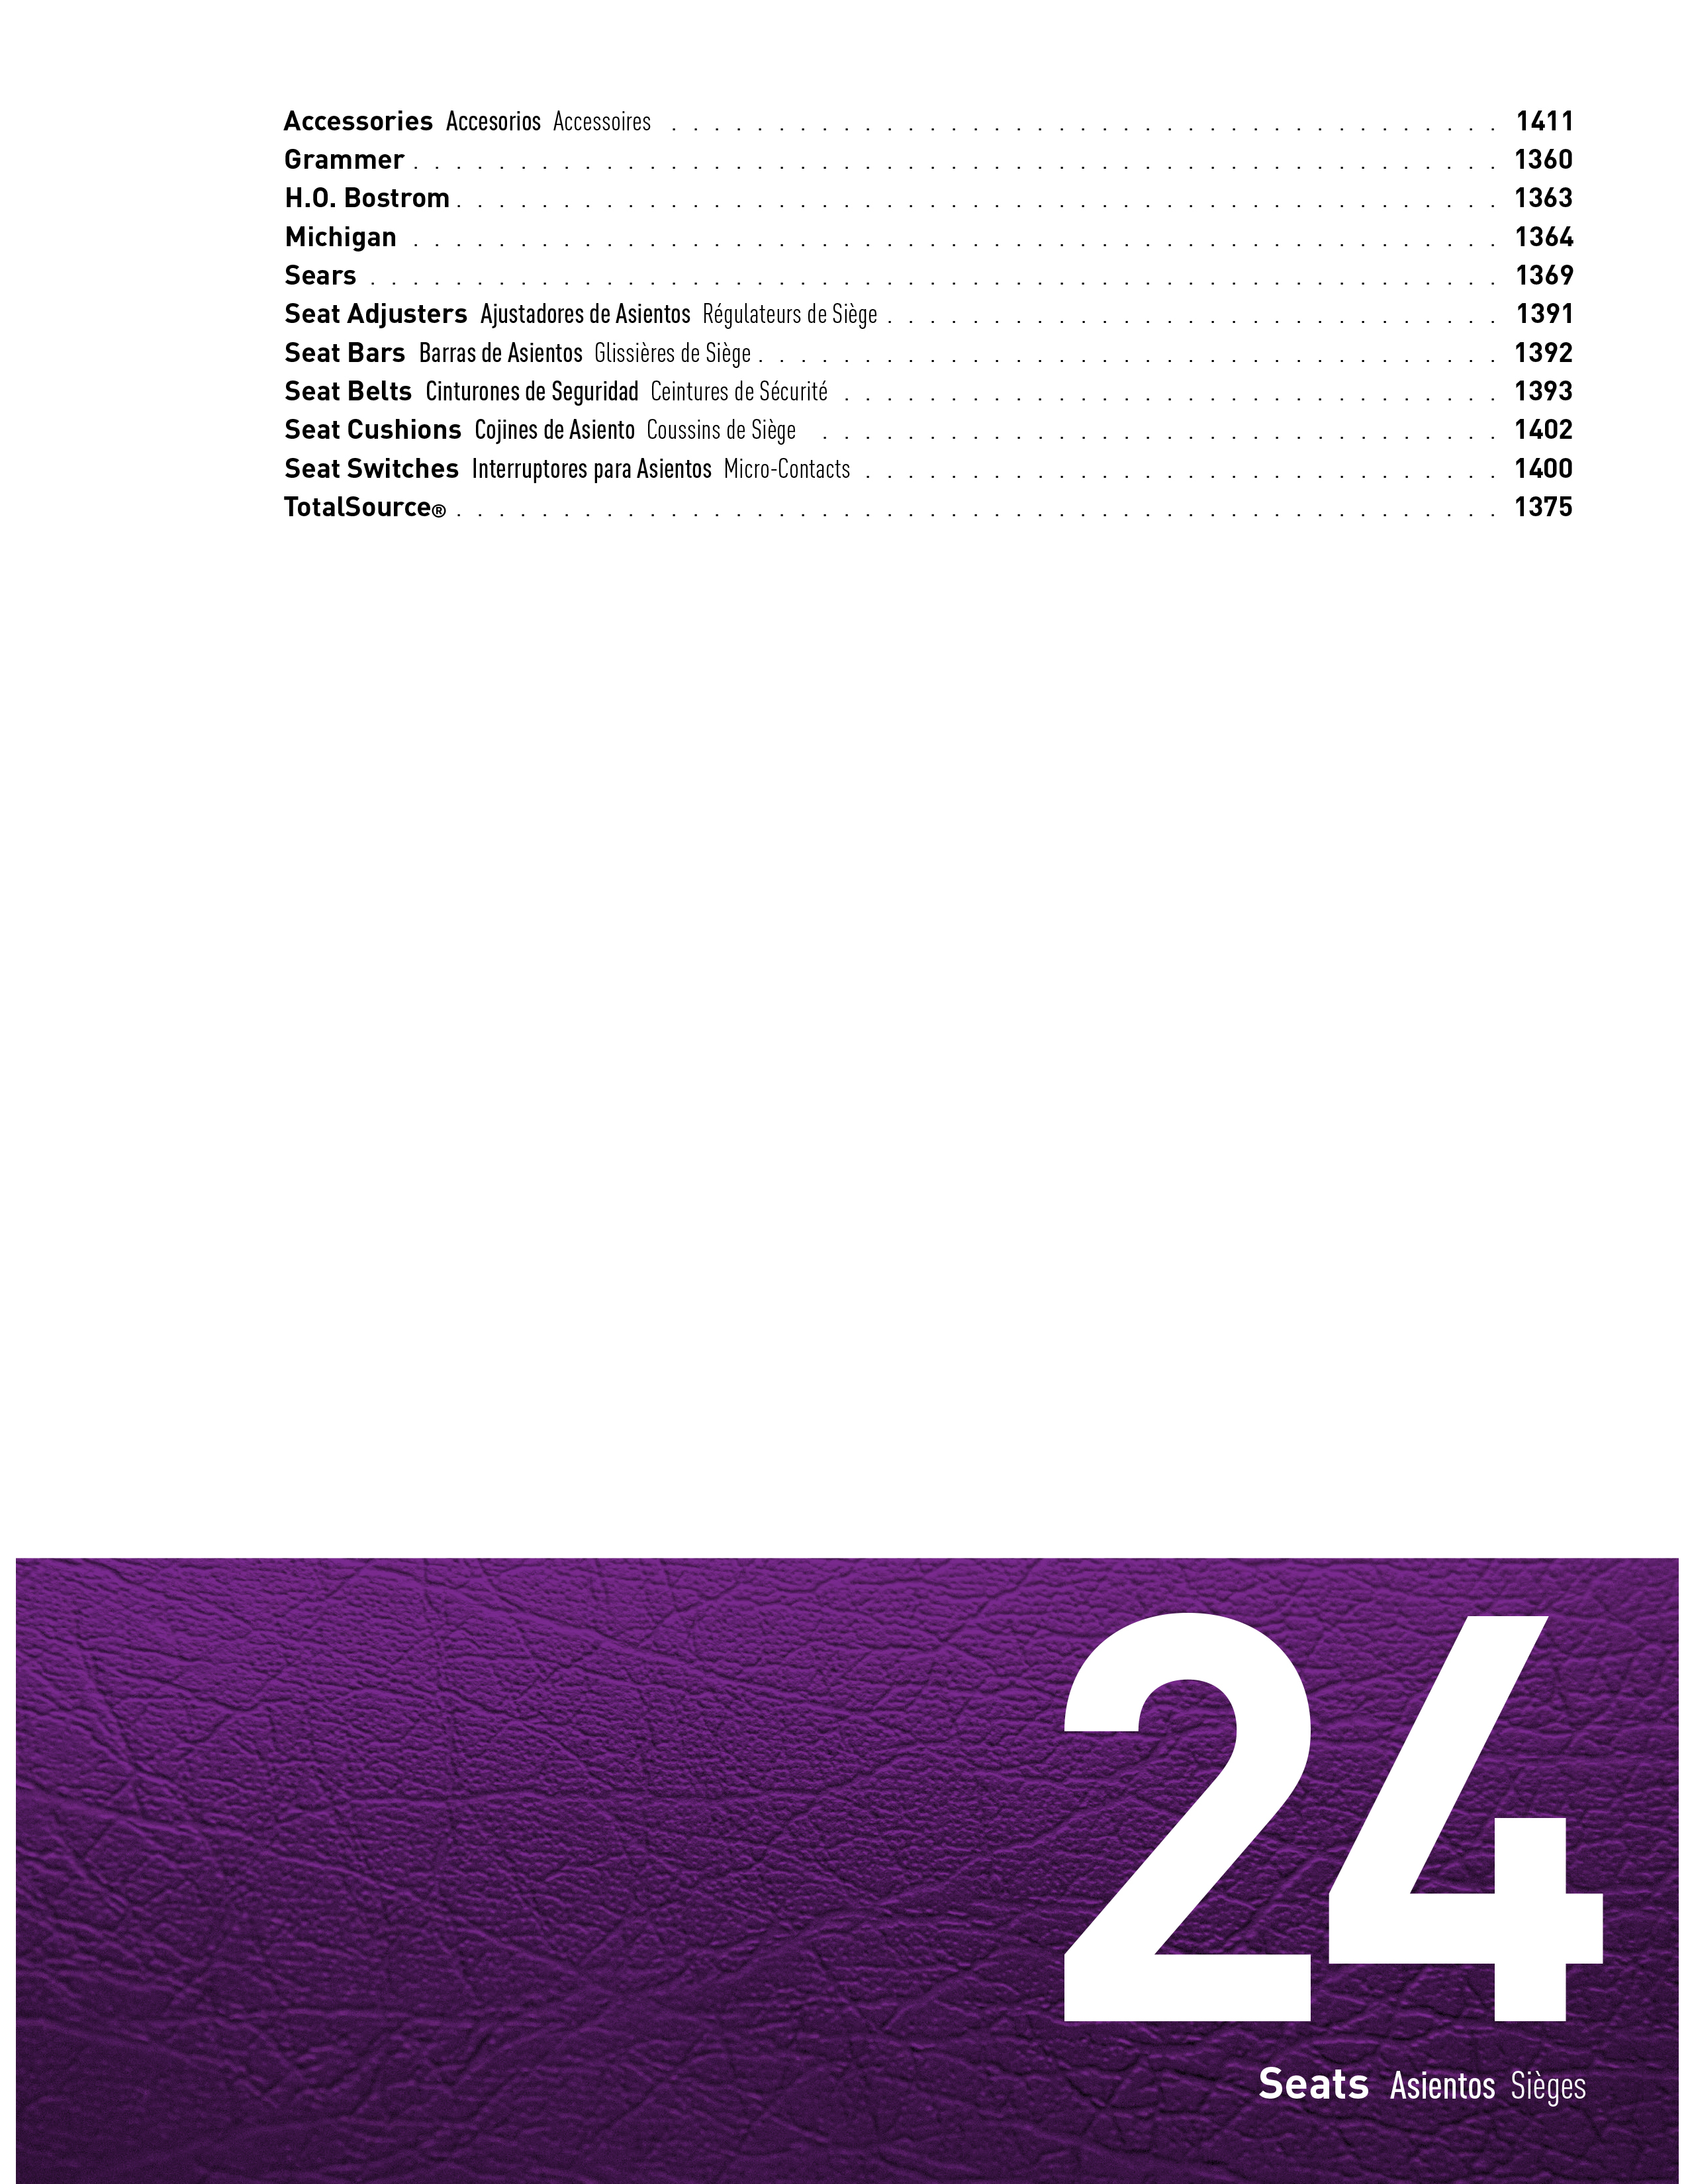 Accessories Accesorios Accessoires . . . . . . . . . . . . . . . . . . . . . . . . . . . . . . . . . . . . . . . 1411
Grammer . . . . . . . . . . . . . . . . . . . . . . . . . . . . . . . . . . . . . . . . . . . . . . . . . . . 1360
H.O. Bostrom . . . . . . . . . . . . . . . . . . . . . . . . . . . . . . . . . . . . . . . . . . . . . . . . . 1363
Michigan . . . . . . . . . . . . . . . . . . . . . . . . . . . . . . . . . . . . . . . . . . . . . . . . . . . 1364
Sears . . . . . . . . . . . . . . . . . . . . . . . . . . . . . . . . . . . . . . . . . . . . . . . . . . . . . 1369
Seat Adjusters Ajustadores de Asientos Régulateurs de Siège . . . . . . . . . . . . . . . . . . . . . . . . . . . . . 1391
Seat Bars Barras de Asientos Glissières de Siège . . . . . . . . . . . . . . . . . . . . . . . . . . . . . . . . . . . 1392
Seat Belts Cinturones de Seguridad Ceintures de Sécurité . . . . . . . . . . . . . . . . . . . . . . . . . . . . . . . 1393
Seat Cushions Cojines de Asiento Coussins de Siège . . . . . . . . . . . . . . . . . . . . . . . . . . . . . . . . 1402
Seat Switches Interruptores para Asientos Micro-Contacts . . . . . . . . . . . . . . . . . . . . . . . . . . . . . . 1400
TotalSource® . . . . . . . . . . . . . . . . . . . . . . . . . . . . . . . . . . . . . . . . . . . . . . . . . 1375
24
Seats Asientos Sièges